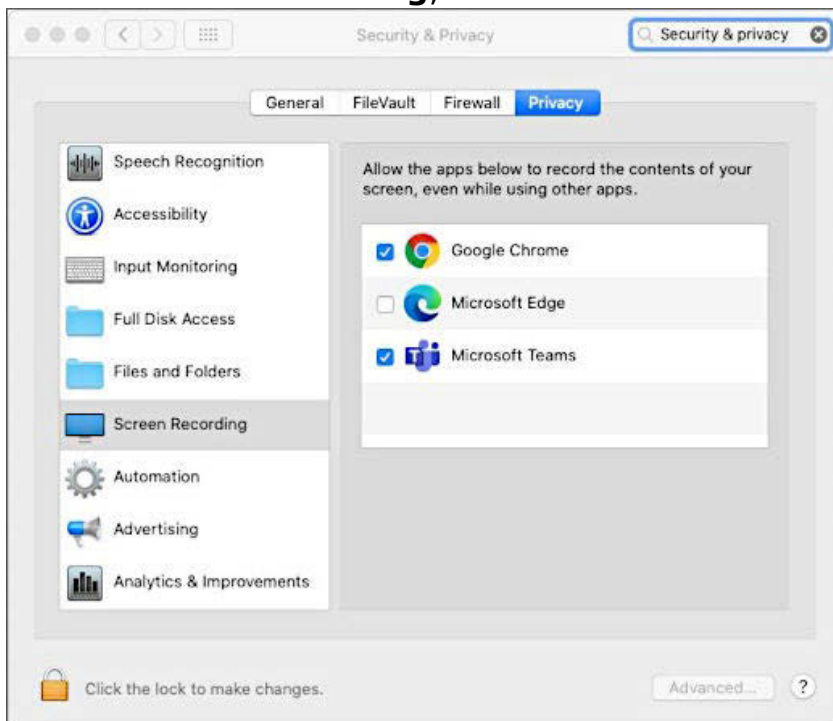 Security & Privacy
Security & privacy
General FileVault Firewall Privacy
Speech Recognition
Accessibility
Input Monitoring
Full Disk Access
Files and Folders
Screen Recording
Automation
Advertising
Analytics & Improvements
Allow the apps below to record the contents of your
screen, even while using other apps.
Google Chrome
Microsoft Edge
Microsoft Teams
Click the lock to make changes.
Advanced...
?